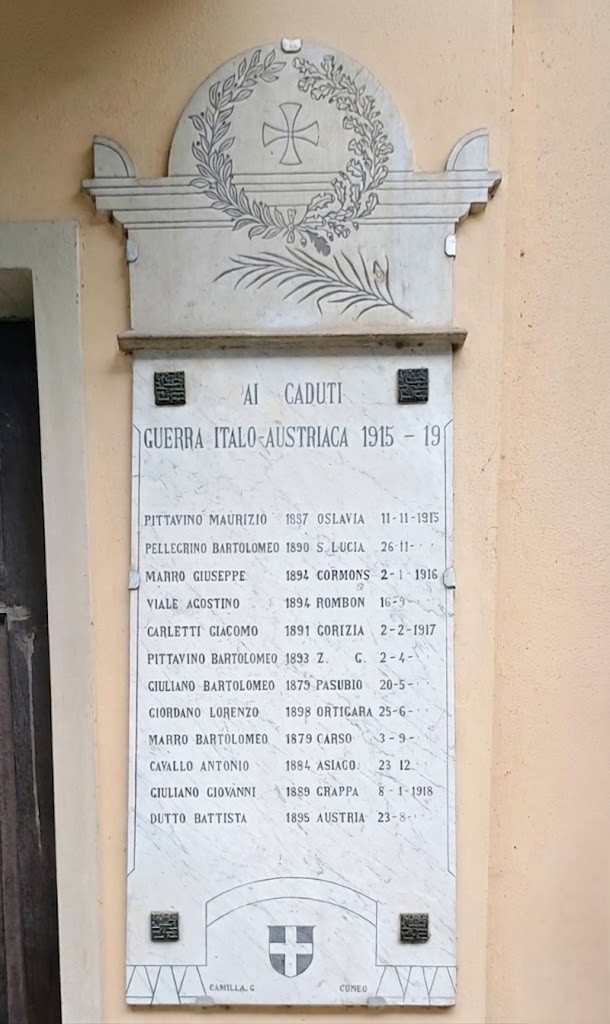 AI CADUTI
GUERRA ITALO-AUSTRIACA 1915 - 19
PITTAVINO MAURIZIO 1887 OSLAVIA 11-11-1915
PELLEGRINO BARTOLOMEO 1890 S. LUCIA 26-11- ...
MARRO GIUSEPPE 1894 CORMONS 2-1-1916
VIALE AGOSTINO 1894 ROMBON 16-9- ...
CARLETTI GIACOMO 1891 GORIZIA 2-2-1917
PITTAVINO BARTOLOMEO 1893 Z. G. 2-4- ...
GIULIANO BARTOLOMEO 1879 PASUBIO 20-5- ...
GIORDANO LORENZO 1898 ORTIGARA 25-6- ...
MARRO BARTOLOMEO 1879 CARSO 3-9- ...
CAVALLO ANTONIO 1884 ASIAGO 23 12 ...
GIULIANO GIOVANNI 1889 GRAPPA 8-1-1918
DUTTO BATTISTA 1895 AUSTRIA 23-8- ...
CAMILLA. G CUNEO